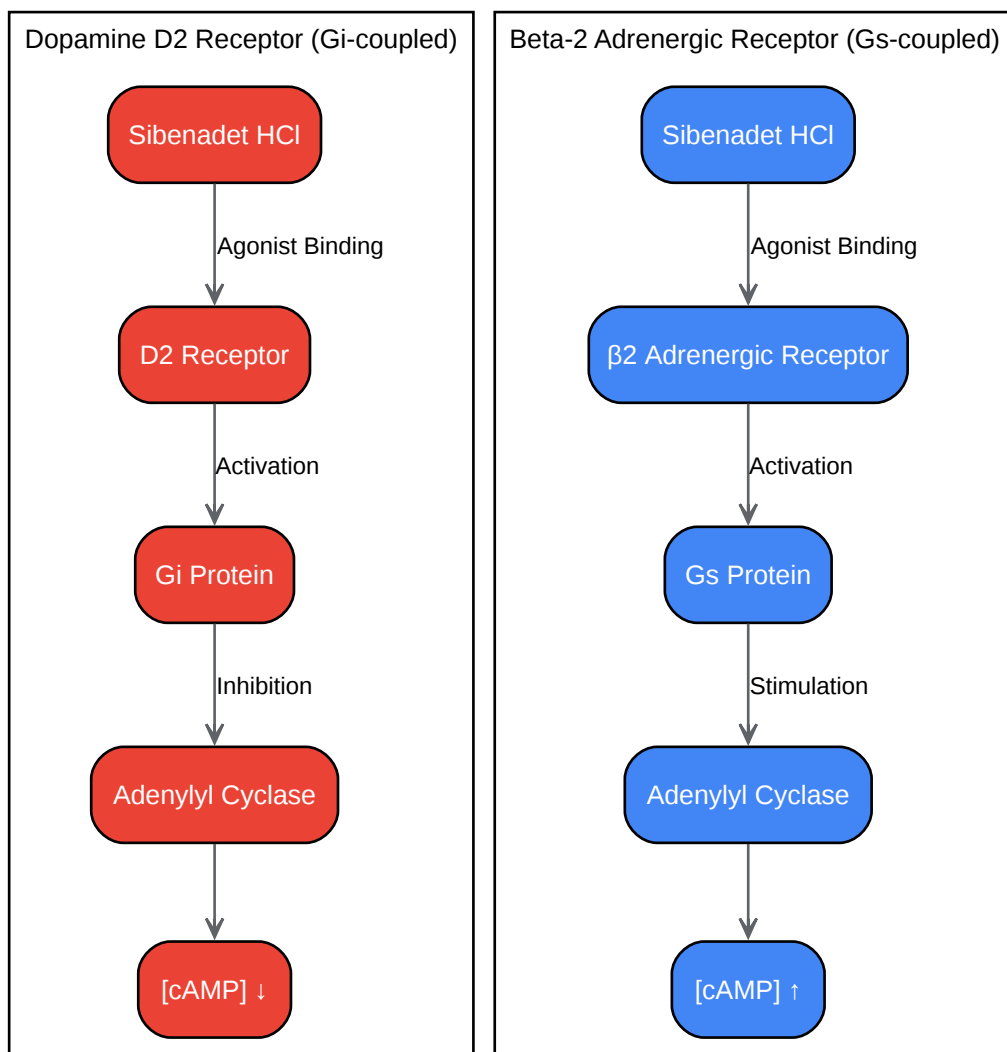 Dopamine D2 Receptor (Gi-coupled)
Sibenadet HCl
Agonist Binding
D2 Receptor
Activation
Gi Protein
Inhibition
Adenylyl Cyclase
[cAMP] ↓
Beta-2 Adrenergic Receptor (Gs-coupled)
Sibenadet HCl
Agonist Binding
β2 Adrenergic Receptor
Activation
Gs Protein
Stimulation
Adenylyl Cyclase
[cAMP] ↑